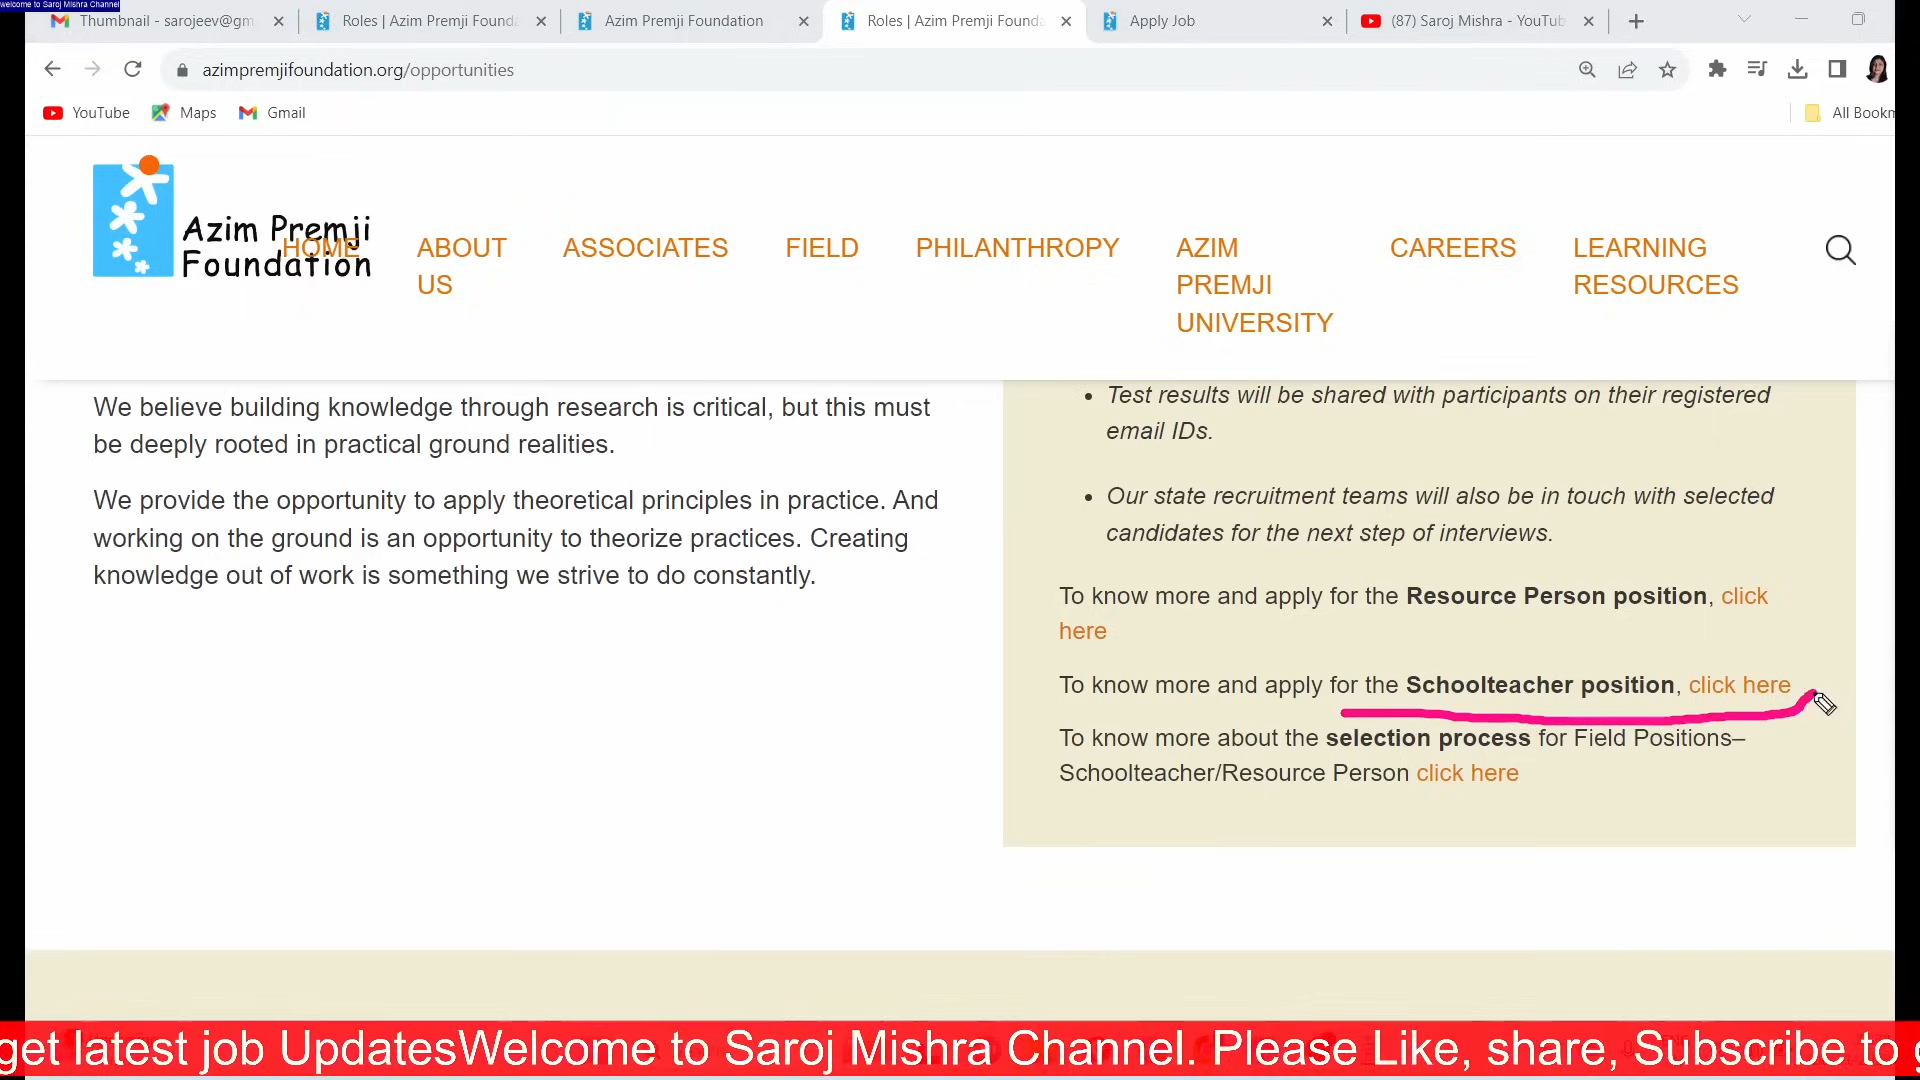 welcome to Saroj Mishra Channel
Thumbnail - sarojeev@gm
Roles | Azim Premji Founda
Azim Premji Foundation
Roles | Azim Premji Founda
Apply Job
(87) Saroj Mishra - YouTub
azimpremjifoundation.org/opportunities
YouTube
Maps
Gmail
All Bookm
Azim Premji
Foundation
HOME
ABOUT
US
ASSOCIATES
FIELD
PHILANTHROPY
AZIM
PREMJI
UNIVERSITY
CAREERS
LEARNING
RESOURCES
We believe building knowledge through research is critical, but this must
be deeply rooted in practical ground realities.
We provide the opportunity to apply theoretical principles in practice. And
working on the ground is an opportunity to theorize practices. Creating
knowledge out of work is something we strive to do constantly.
• Test results will be shared with participants on their registered
email IDs.
• Our state recruitment teams will also be in touch with selected
candidates for the next step of interviews.
To know more and apply for the Resource Person position, click
here
To know more and apply for the Schoolteacher position, click here
To know more about the selection process for Field Positions–
Schoolteacher/Resource Person click here
get latest job UpdatesWelcome to Saroj Mishra Channel. Please Like, share, Subscribe to g